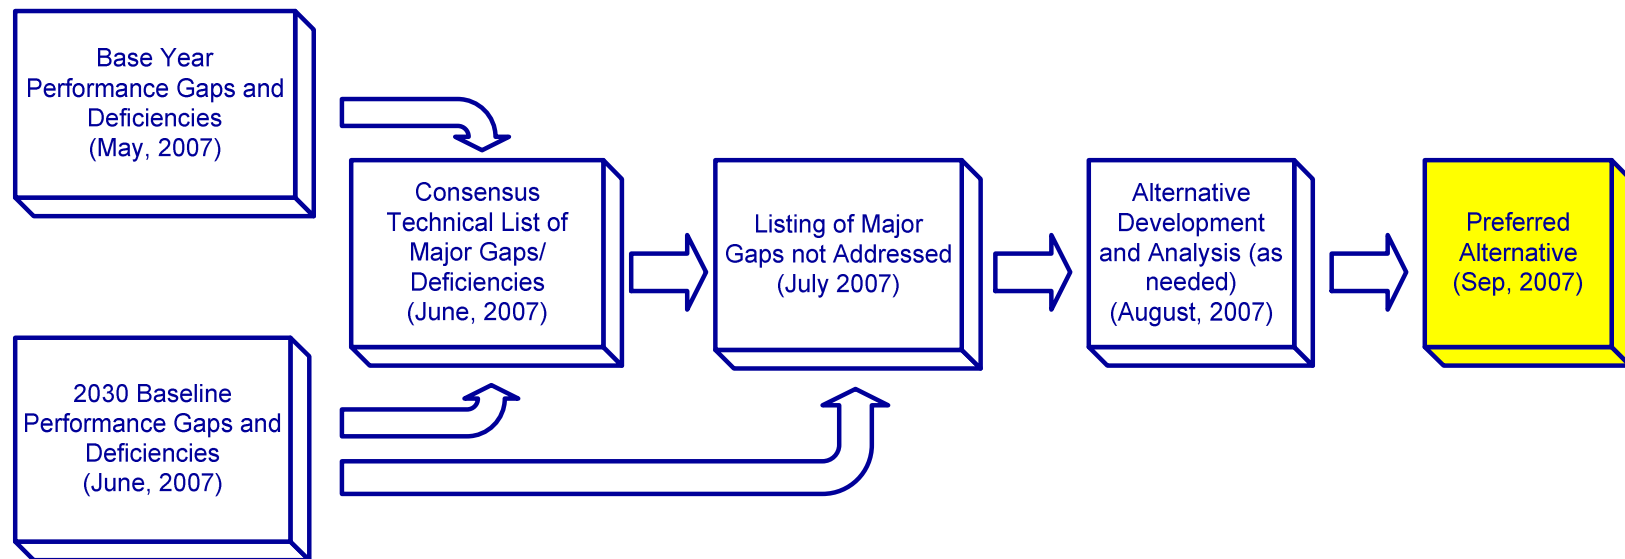 Base Year
Performance Gaps and
Deficiencies
(May, 2007)
Consensus
Technical List of
Major Gaps/
Deficiencies
(June, 2007)
Listing of Major
Gaps not Addressed
(July 2007)
Alternative
Development
and Analysis (as
needed)
(August, 2007)
Preferred
Alternative
(Sep, 2007)
2030 Baseline
Performance Gaps and
Deficiencies
(June, 2007)